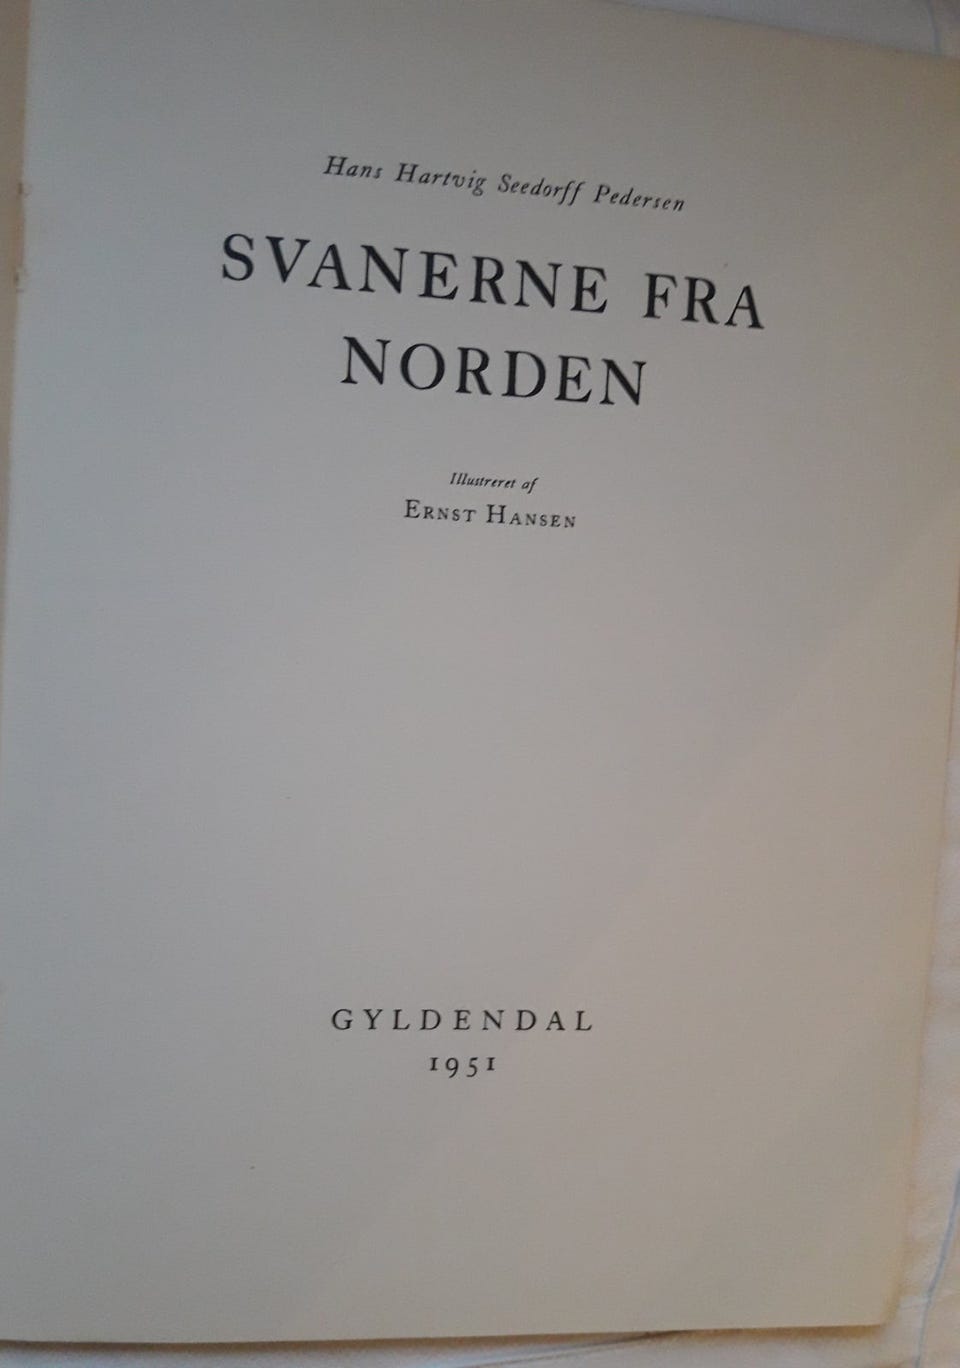 Hans Hartvig Seedorff Pedersen
SVANERNE FRA
NORDEN
Illustreret af
ERNST HANSEN
GYLDENDAL
1951